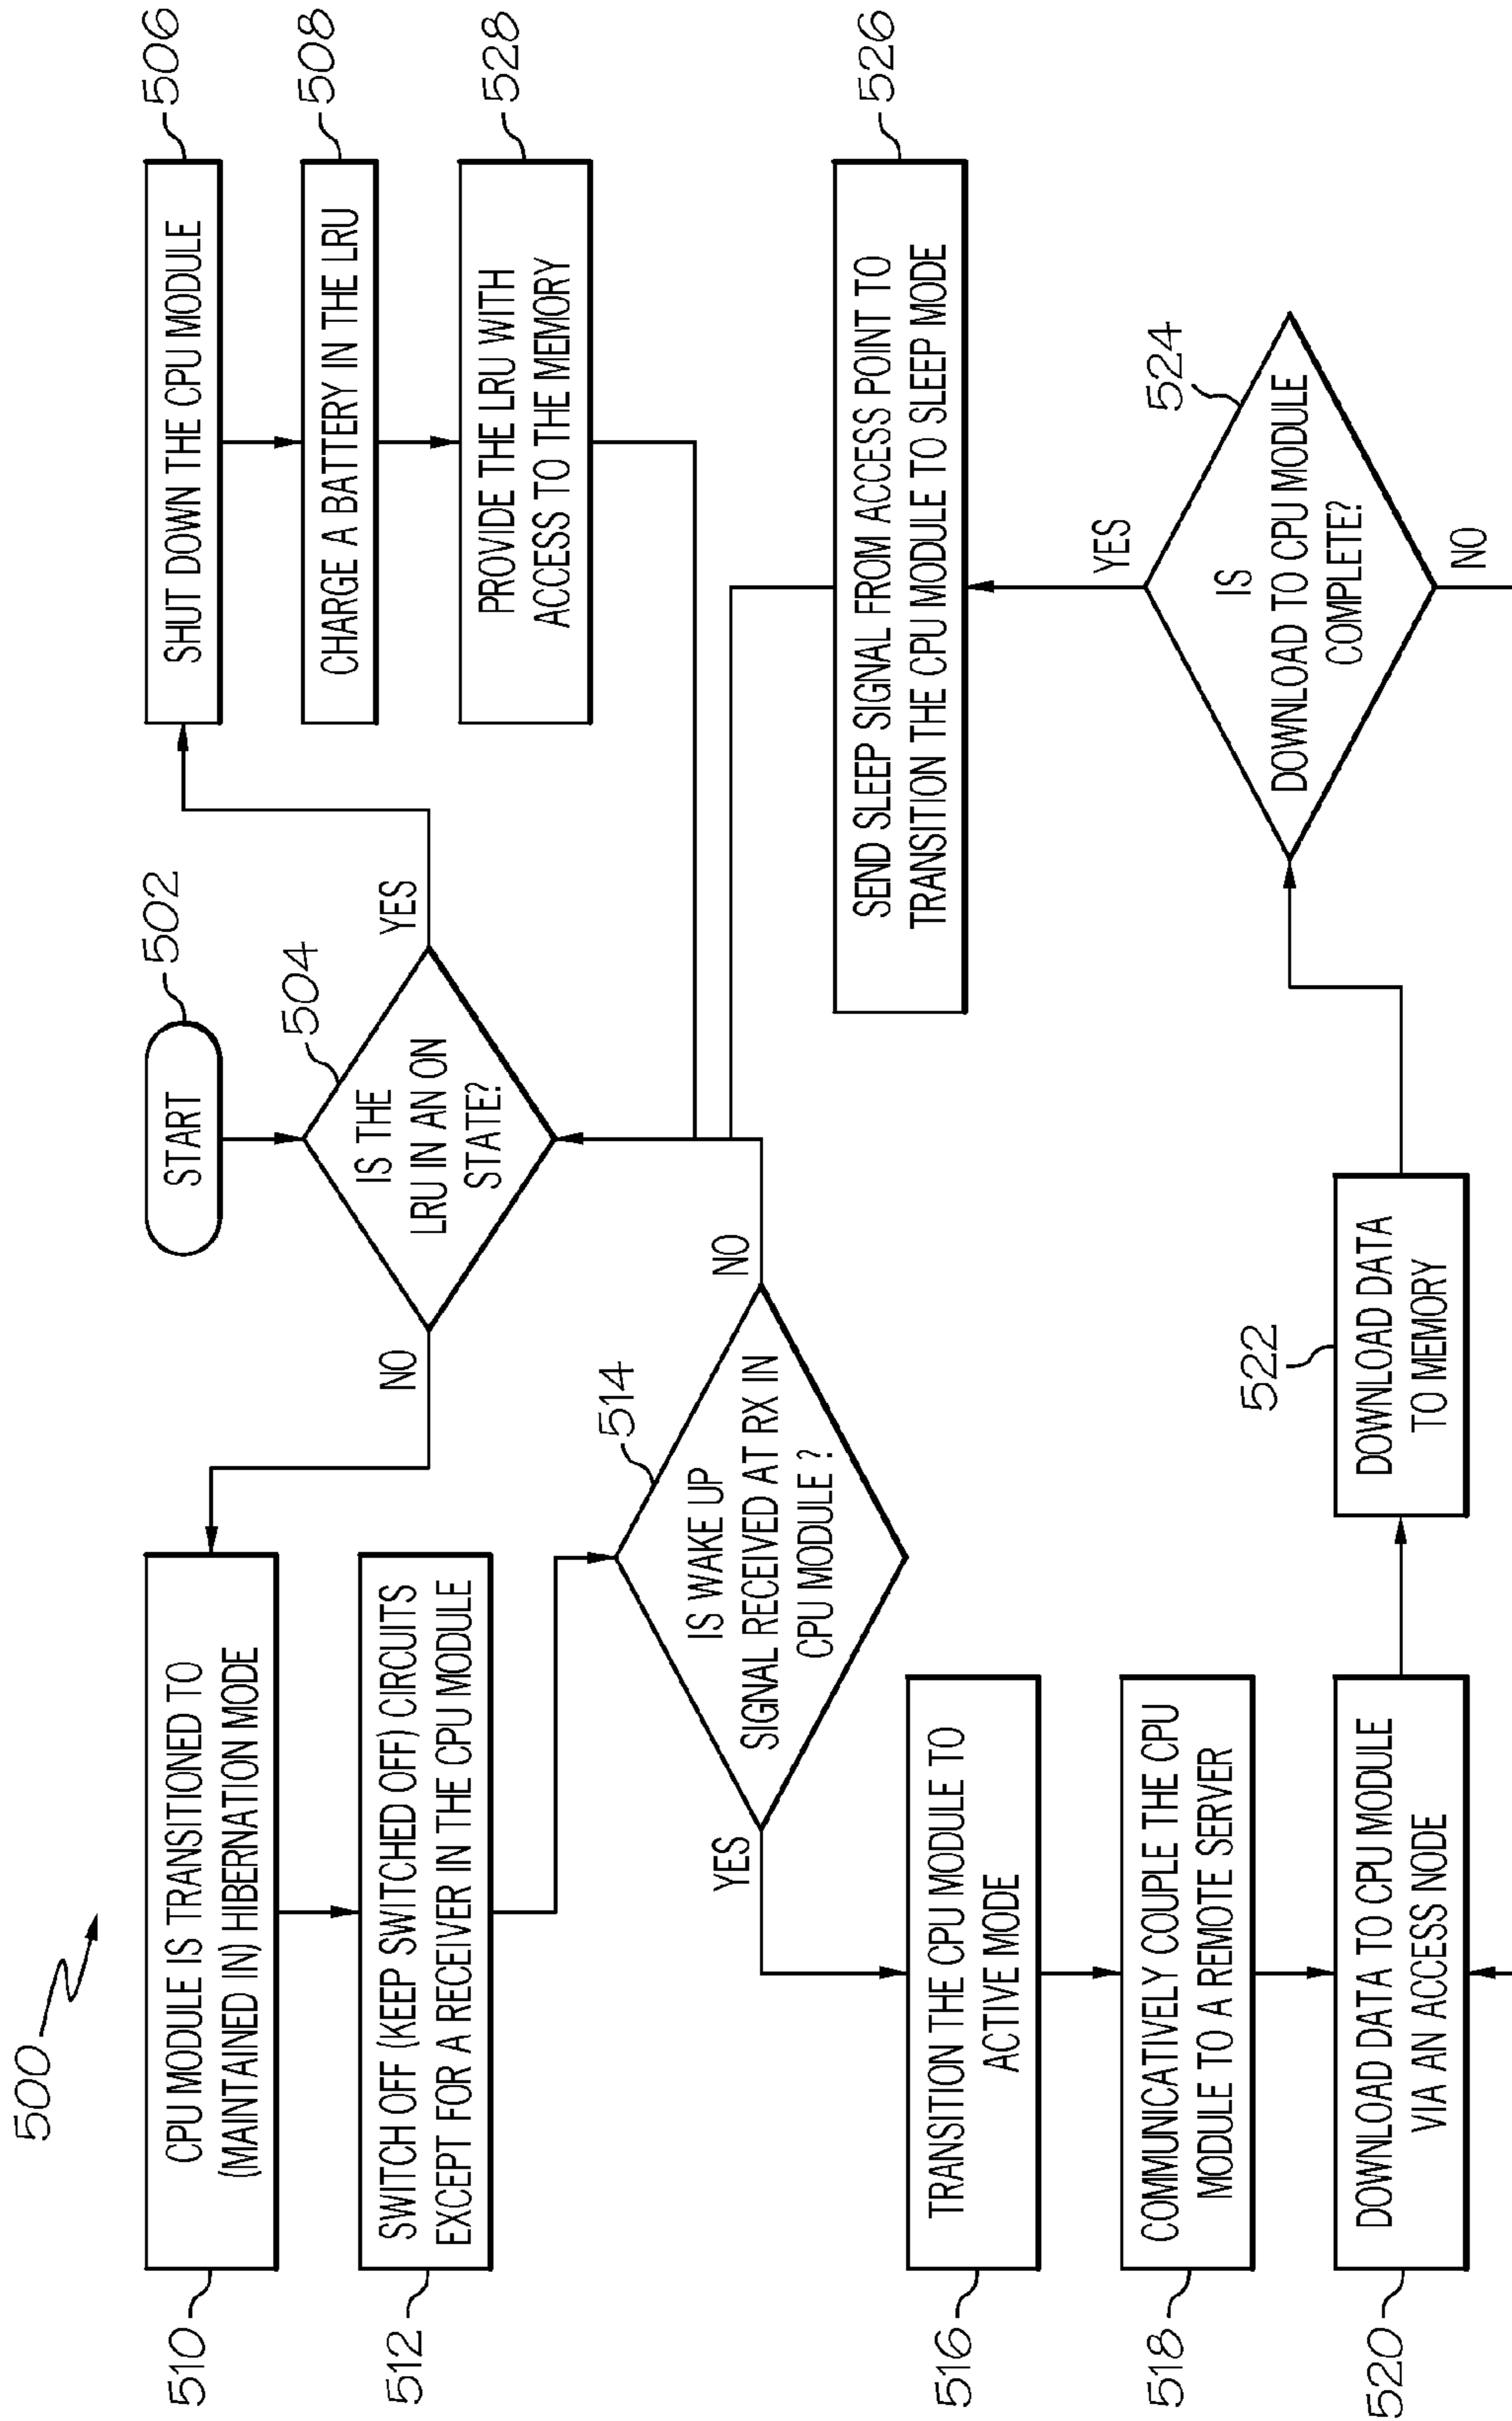 500
START
502
IS THE
LRU IN AN ON
STATE?
504
YES
NO
SHUT DOWN THE CPU MODULE
506
CHARGE A BATTERY IN THE LRU
508
PROVIDE THE LRU WITH
ACCESS TO THE MEMORY
528
CPU MODULE IS TRANSITIONED TO
(MAINTAINED IN) HIBERNATION MODE
510
SWITCH OFF (KEEP SWITCHED OFF) CIRCUITS
EXCEPT FOR A RECEIVER IN THE CPU MODULE
512
IS WAKE UP
SIGNAL RECEIVED AT RX IN
CPU MODULE ?
514
NO
YES
TRANSITION THE CPU MODULE TO
ACTIVE MODE
516
COMMUNICATIVELY COUPLE THE CPU
MODULE TO A REMOTE SERVER
518
DOWNLOAD DATA TO CPU MODULE
VIA AN ACCESS NODE
520
DOWNLOAD DATA
TO MEMORY
522
IS
DOWNLOAD TO CPU MODULE
COMPLETE?
524
YES
NO
SEND SLEEP SIGNAL FROM ACCESS POINT TO
TRANSITION THE CPU MODULE TO SLEEP MODE
526